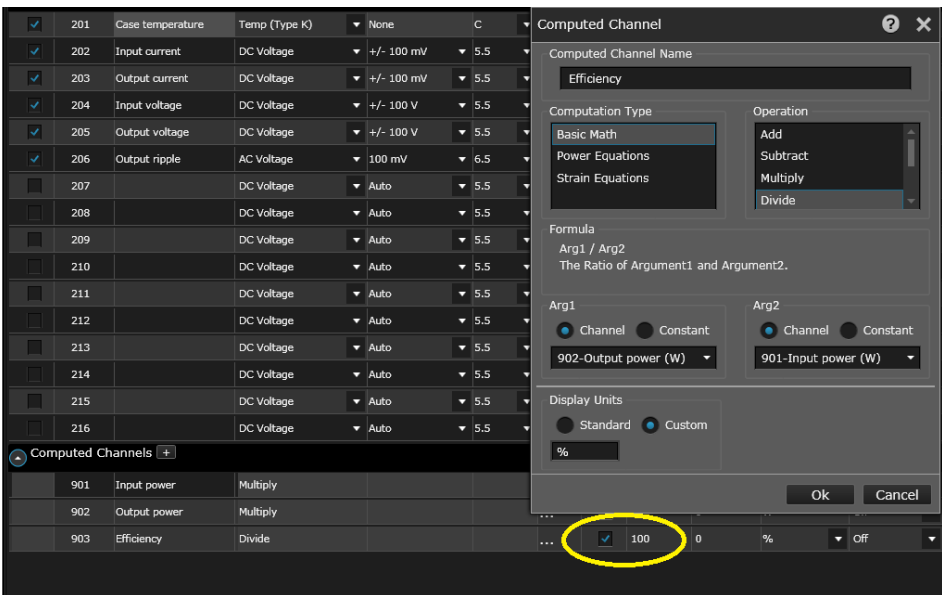 201 Case temperature Temp (Type K) None C
202 Input current DC Voltage +/- 100 mV 5.5
203 Output current DC Voltage +/- 100 mV 5.5
204 Input voltage DC Voltage +/- 100 V 5.5
205 Output voltage DC Voltage +/- 100 V 5.5
206 Output ripple AC Voltage 100 mV 6.5
207 DC Voltage Auto 5.5
208 DC Voltage Auto 5.5
209 DC Voltage Auto 5.5
210 DC Voltage Auto 5.5
211 DC Voltage Auto 5.5
212 DC Voltage Auto 5.5
213 DC Voltage Auto 5.5
214 DC Voltage Auto 5.5
215 DC Voltage Auto 5.5
216 DC Voltage Auto 5.5
Computed Channels +
901 Input power Multiply
902 Output power Multiply ...
903 Efficiency Divide ... 100 0 % Off
Computed Channel ?
Computed Channel Name
Efficiency
Computation Type
Basic Math
Power Equations
Strain Equations
Operation
Add
Subtract
Multiply
Divide
Formula
Arg1 / Arg2
The Ratio of Argument1 and Argument2.
Arg1
Channel Constant
902-Output power (W)
Arg2
Channel Constant
901-Input power (W)
Display Units
Standard Custom
%
Ok Cancel